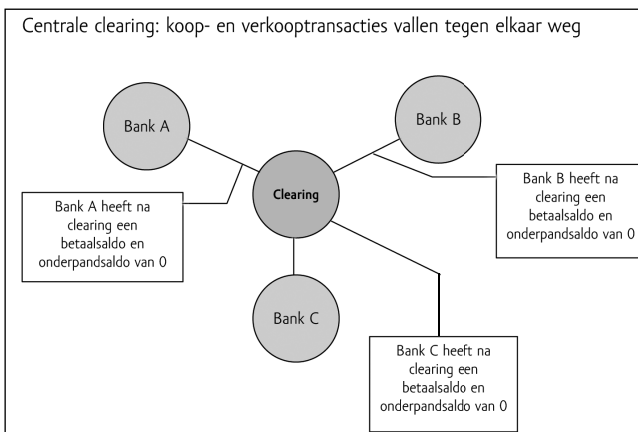 Centrale clearing: koop- en verkooptransacties vallen tegen elkaar weg
Bank A
Bank B
Clearing
Bank A heeft na
clearing een
betaalsaldo en
onderpandsaldo van 0
Bank B heeft na
clearing een
betaalsaldo en
onderpandsaldo van 0
Bank C
Bank C heeft na
clearing een
betaalsaldo en
onderpandsaldo van 0